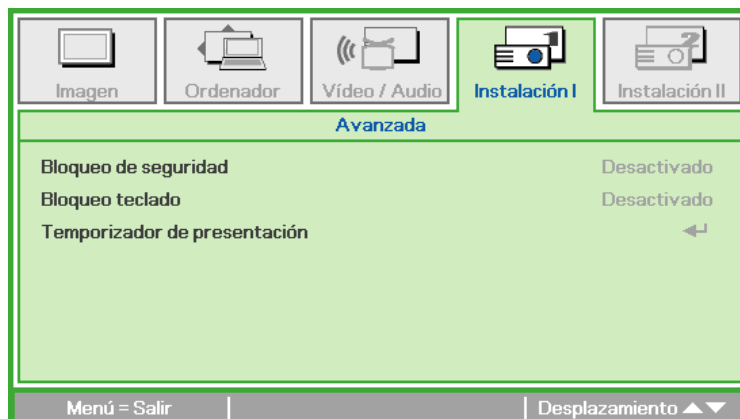 Imagen Ordenador Vídeo / Audio Instalación I Instalación II
Avanzada
Bloqueo de seguridad Desactivado
Bloqueo teclado Desactivado
Temporizador de presentación
Menú = Salir Desplazamiento